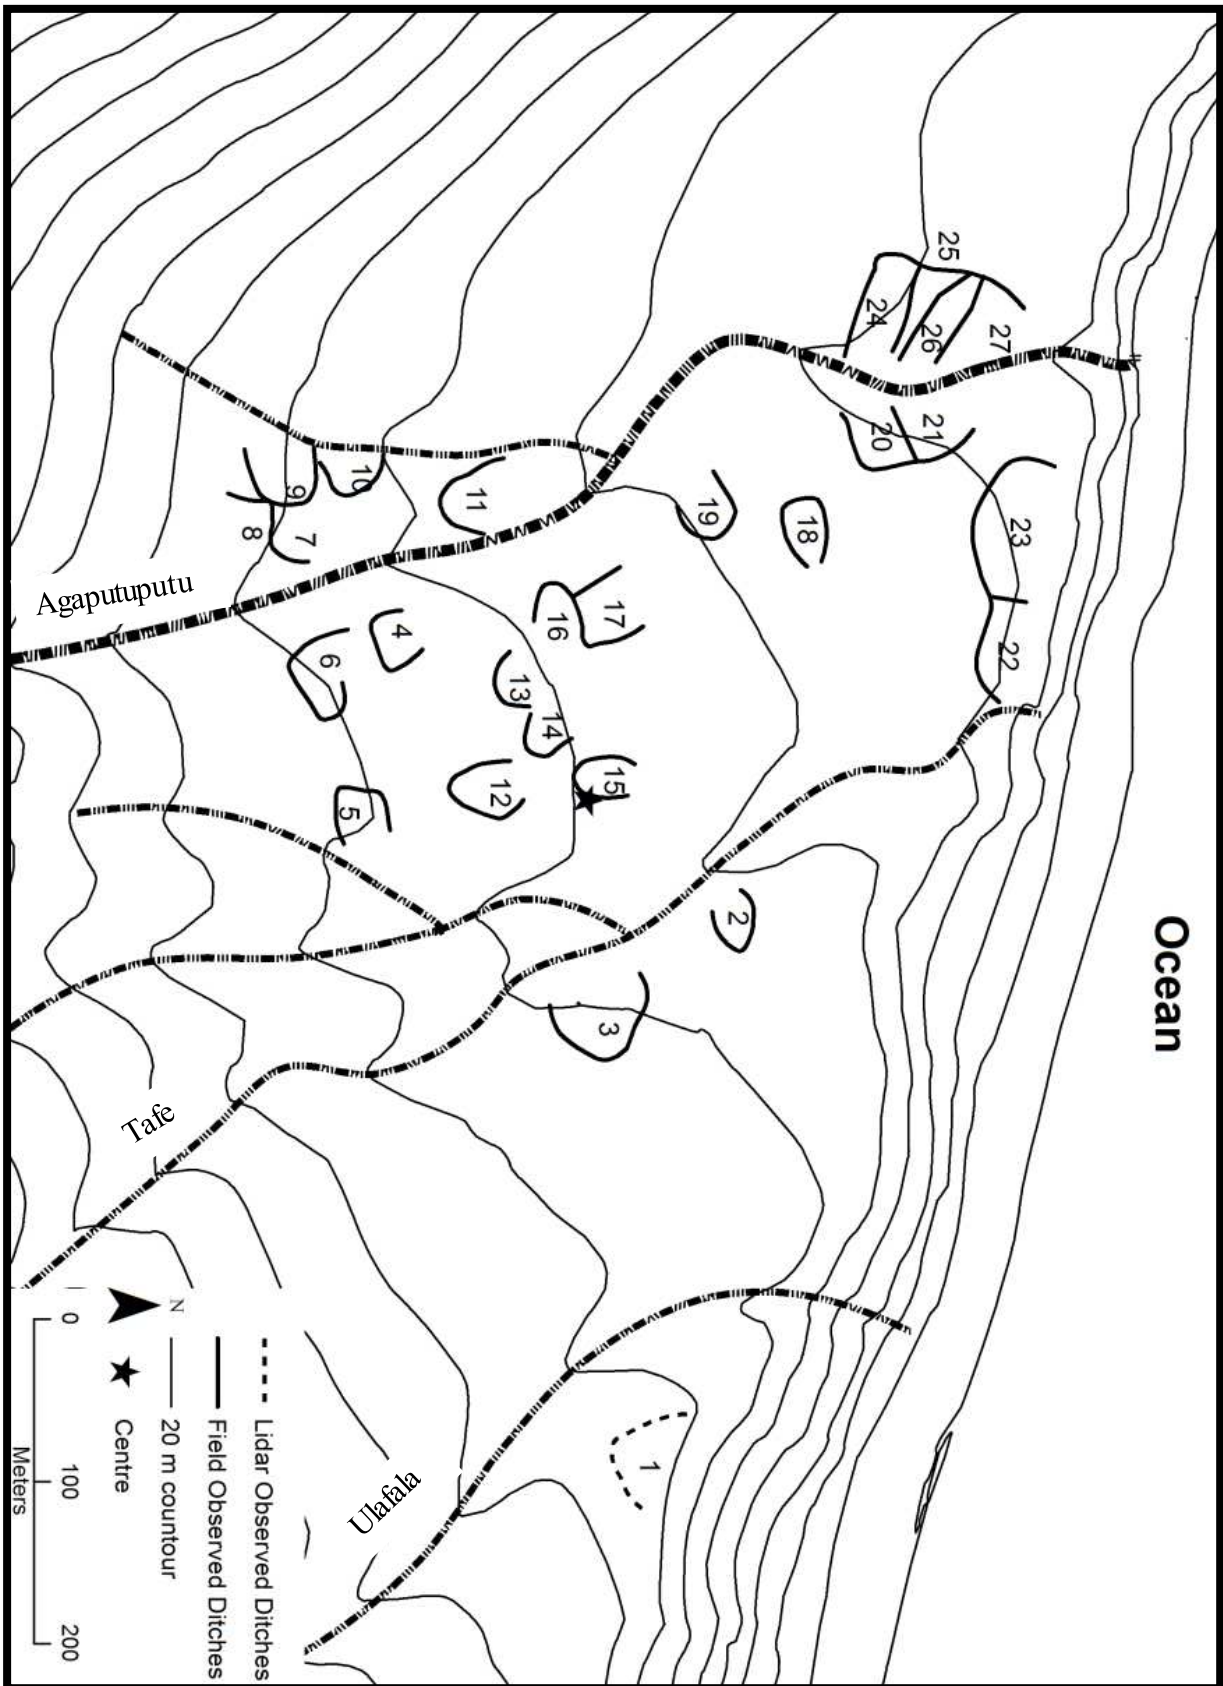 Ocean
25
24
26
27
20
21
23
22
10
9
8
7
11
19
18
17
16
4
6
13
14
15
12
5
2
3
1
Agaputuputu
Tafe
Ulafala
N
Lidar Observed Ditches
Field Observed Ditches
20 m countour
Centre
0 100 200
Meters